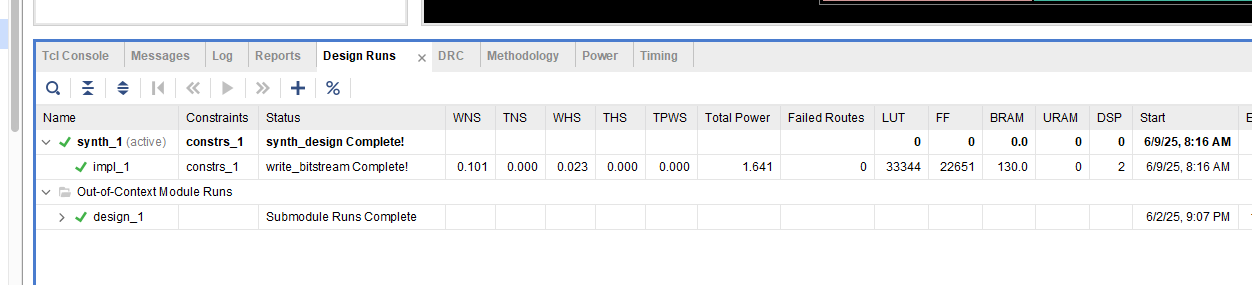 Tcl Console Messages Log Reports Design Runs × DRC Methodology Power Timing
Name Constraints Status WNS TNS WHS THS TPWS Total Power Failed Routes LUT FF BRAM URAM DSP Start E
synth_1 (active) constrs_1 synth_design Complete! 0 0 0.0 0 0 6/9/25, 8:16 AM
impl_1 constrs_1 write_bitstream Complete! 0.101 0.000 0.023 0.000 0.000 1.641 0 33344 22651 130.0 0 2 6/9/25, 8:16 AM
Out-of-Context Module Runs
design_1 Submodule Runs Complete 6/2/25, 9:07 PM